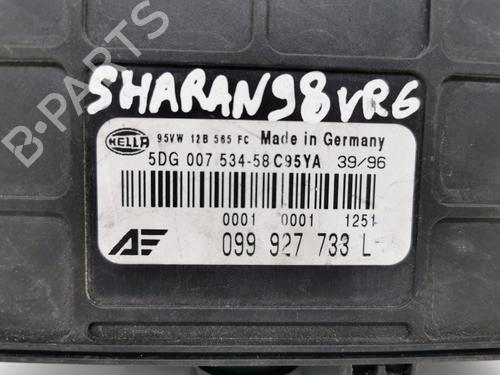 SHARAN 98 VR6
HELLA 95VW 12B 565 FC Made in Germany
5DG 007 534-58 C95YA 39/96
0001 0001 1251
AE 099 927 733 L
B-PARTS